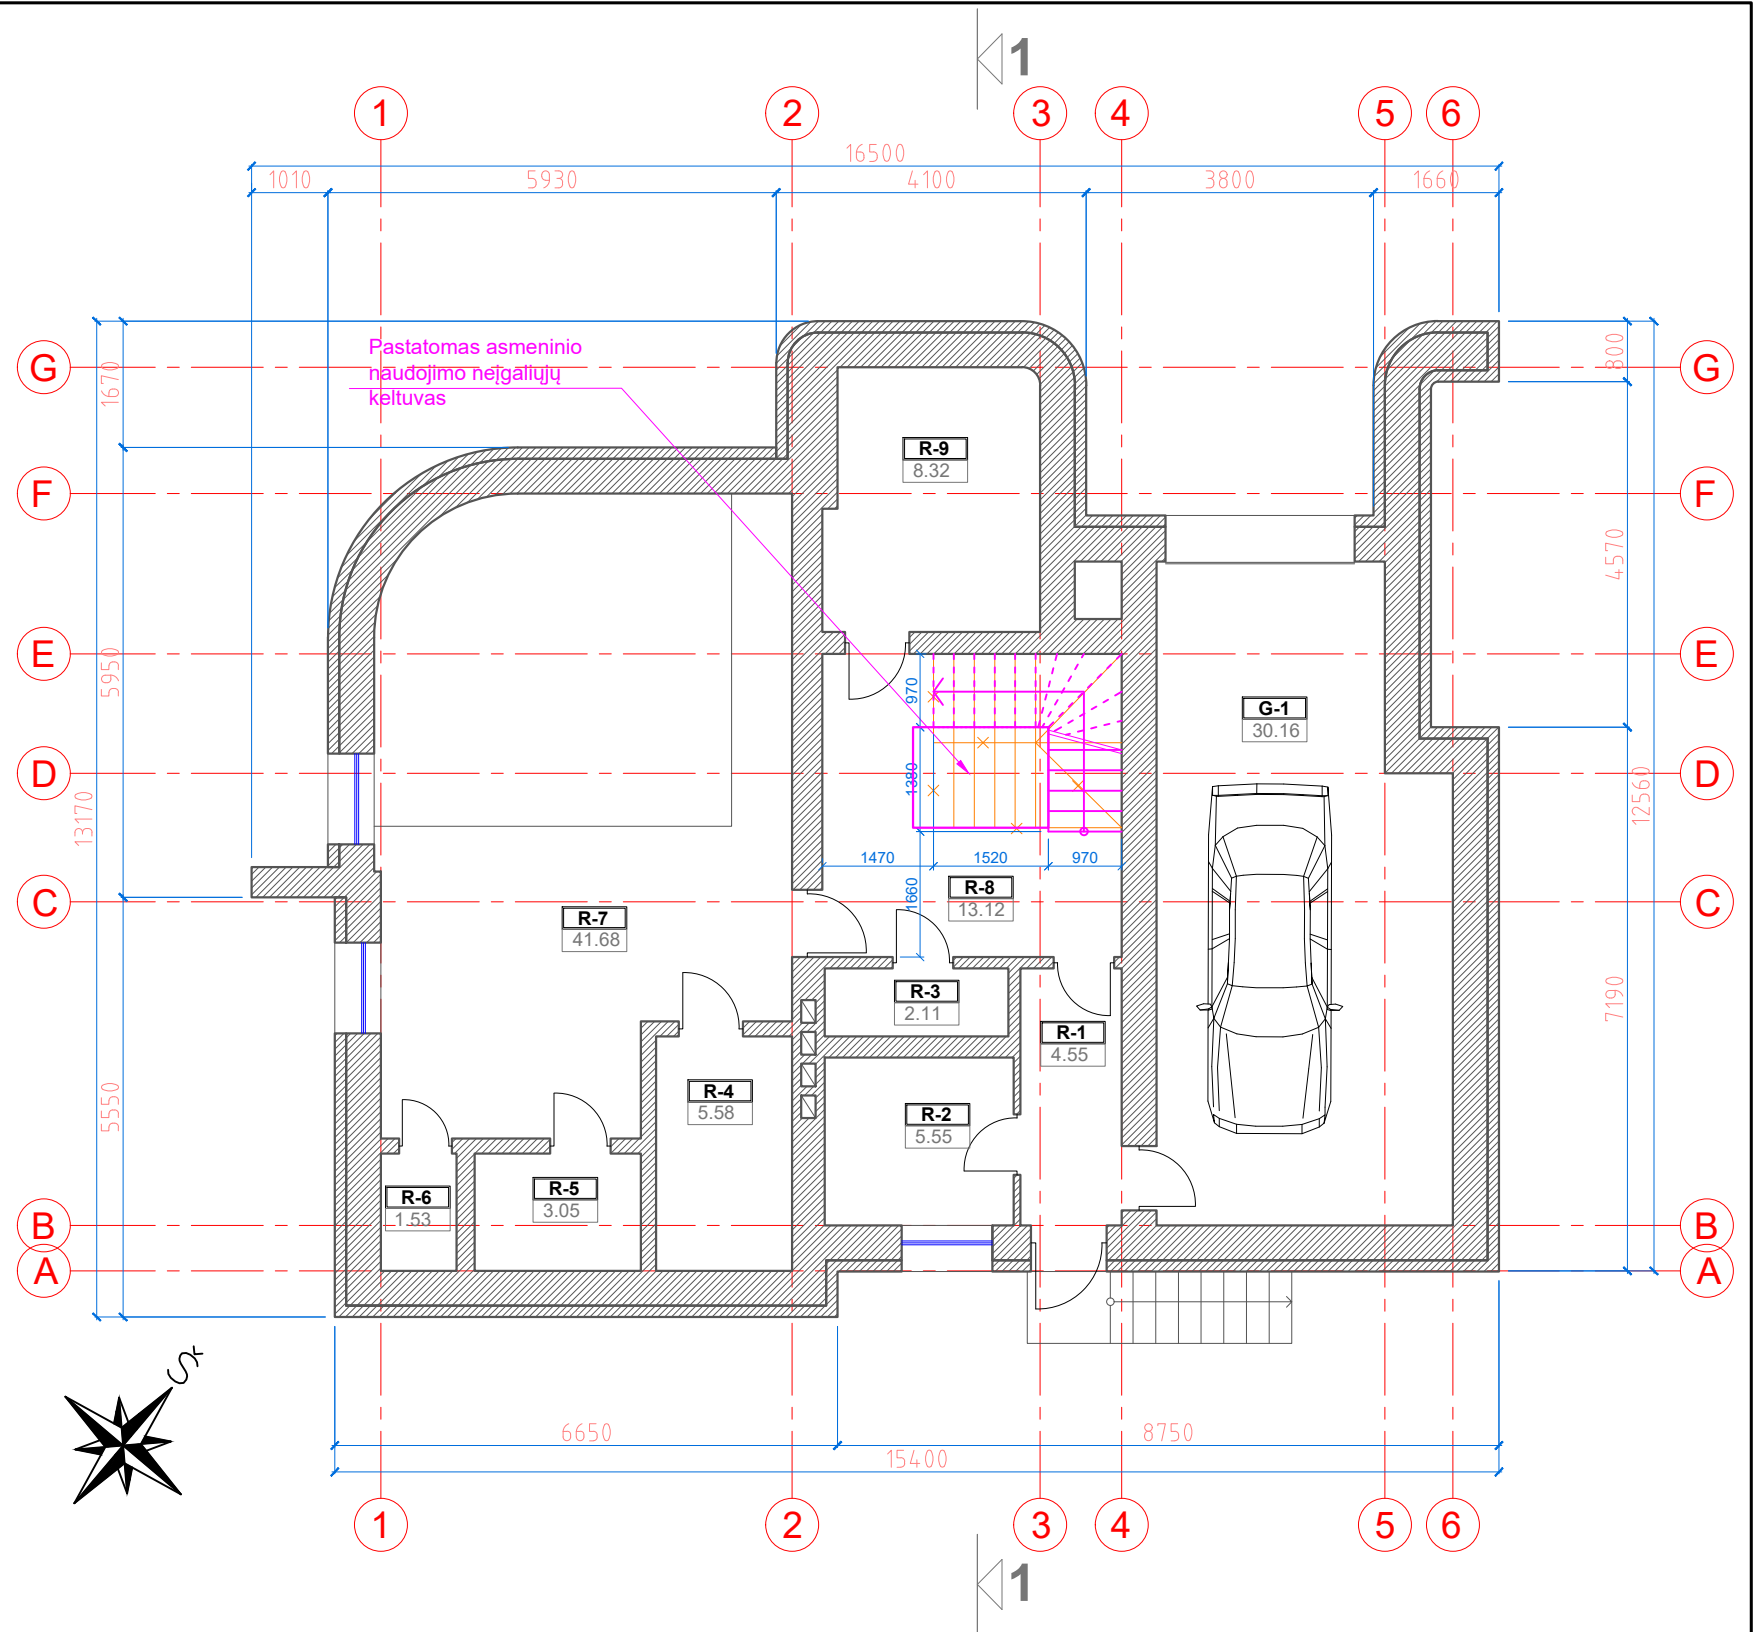 1
1 2 3 4 5 6
16500
1010 5930 4100 3800 1660
Pastatomas asmeninio
naudojimo neįgaliųjų
keltuvas
G G
1670 800
R-9
8.32
F F
4570
E E
5950
970
G-1
30.16
D D
1380
13170 12560
1470 1520 970
R-8
13.12
1660
C C
R-7
41.68
R-3
2.11
7190
R-1
4.55
R-4
5.58
5550
R-2
5.55
R-6
1.53
R-5
3.05
B B
A A
6650 8750
15400
1 2 3 4 5 6
1